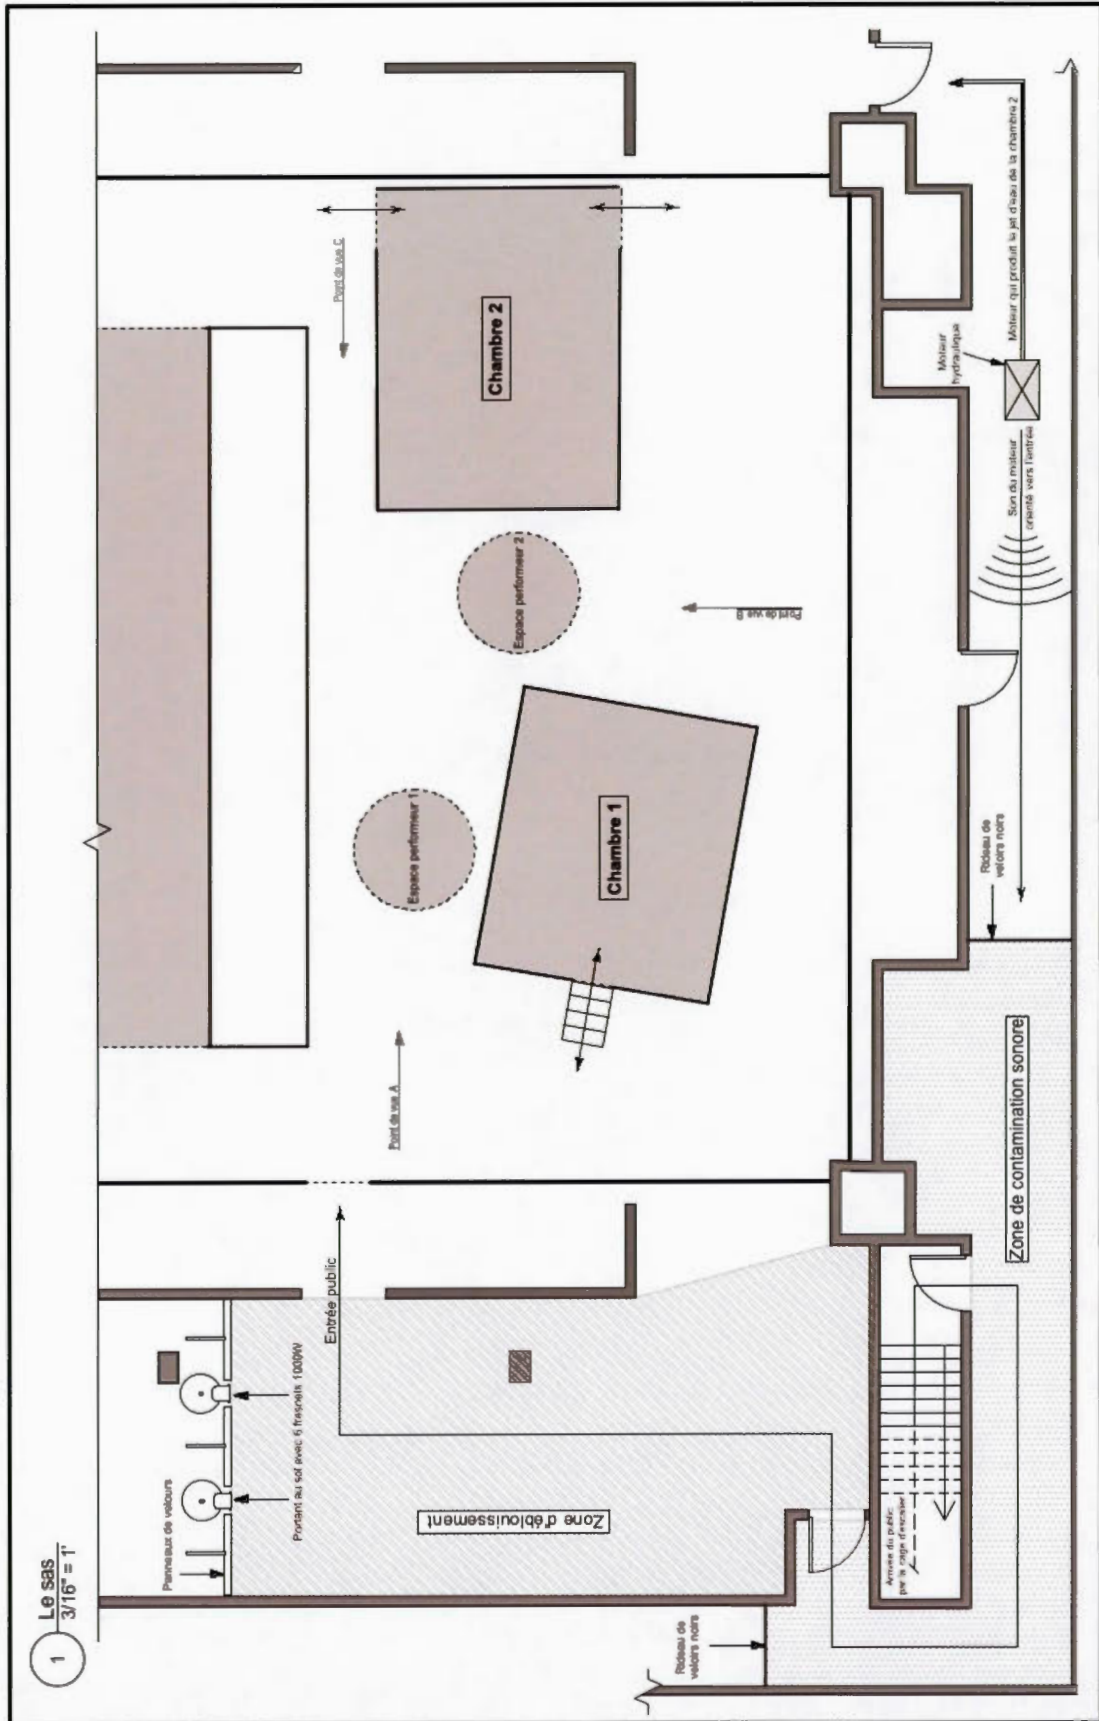 1
Le sas
3/16" = 1'
Panneaux de velours
Portant au sol avec 6 fresnels 1000W
Entrée public
Zone d'éblouissement
Rideau de
veloirs noirs
Arrivée du public
par la cage d'escalier
Zone de contamination sonore
Rideau de
veloirs noirs
Point de vue A
Espace performeur 1
Chambre 1
Espace performeur 2
Point de vue B
Chambre 2
Point de vue C
Son du moteur
orienté vers l'entrée
Moteur
hydraulique
Moteur qui produit le jet d'eau de la chambre 2